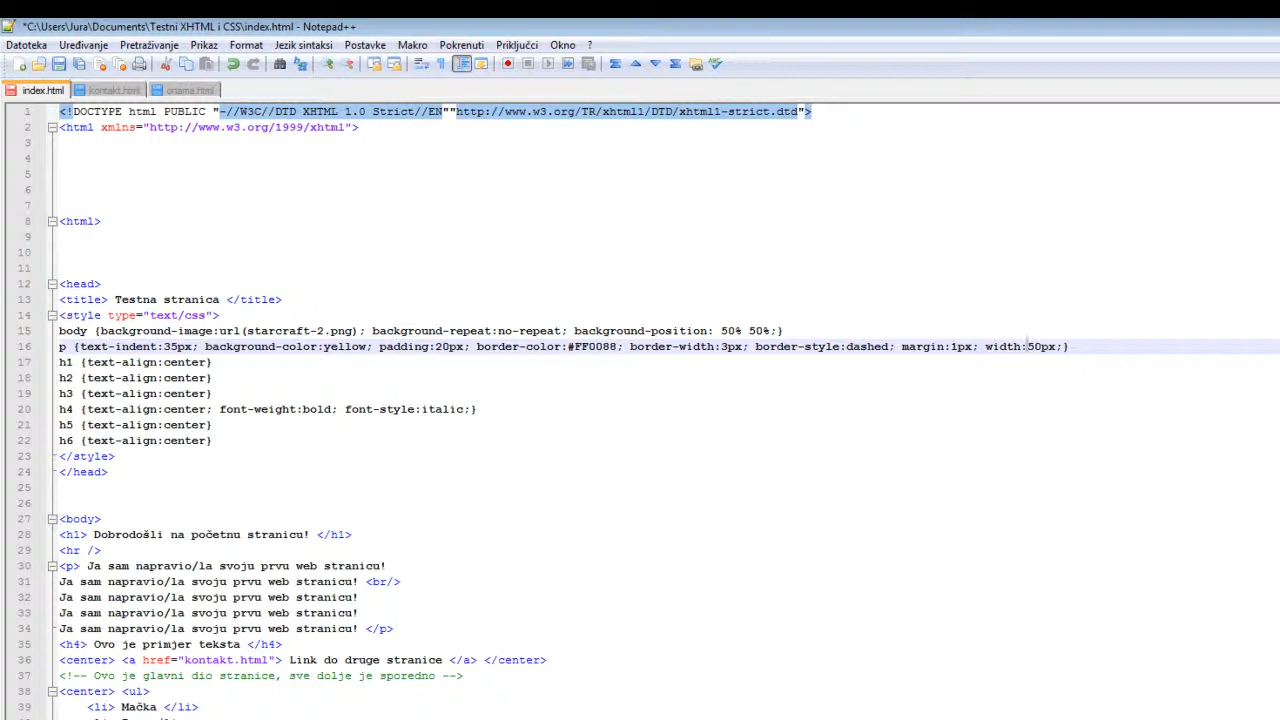 *C:\Users\Jura\Documents\Testni XHTML i CSS\index.html - Notepad++
Datoteka Uređivanje Pretraživanje Prikaz Format Jezik sintaksi Postavke Makro Pokrenuti Priključci Okno ?
index.html kontakt.html onama.html
1 <!DOCTYPE html PUBLIC "-//W3C//DTD XHTML 1.0 Strict//EN""http://www.w3.org/TR/xhtml1/DTD/xhtml1-strict.dtd">
2 <html xmlns="http://www.w3.org/1999/xhtml">
3
4
5
6
7
8 <html>
9
10
11
12 <head>
13 <title> Testna stranica </title>
14 <style type="text/css">
15 body {background-image:url(starcraft-2.png); background-repeat:no-repeat; background-position: 50% 50%;}
16 p {text-indent:35px; background-color:yellow; padding:20px; border-color:#FF0088; border-width:3px; border-style:dashed; margin:1px; width:50px;}
17 h1 {text-align:center}
18 h2 {text-align:center}
19 h3 {text-align:center}
20 h4 {text-align:center; font-weight:bold; font-style:italic;}
21 h5 {text-align:center}
22 h6 {text-align:center}
23 </style>
24 </head>
25
26
27 <body>
28 <h1> Dobrodošli na početnu stranicu! </h1>
29 <hr />
30 <p> Ja sam napravio/la svoju prvu web stranicu!
31 Ja sam napravio/la svoju prvu web stranicu! <br/>
32 Ja sam napravio/la svoju prvu web stranicu!
33 Ja sam napravio/la svoju prvu web stranicu!
34 Ja sam napravio/la svoju prvu web stranicu! </p>
35 <h4> Ovo je primjer teksta </h4>
36 <center> <a href="kontakt.html"> Link do druge stranice </a> </center>
37 <!-- Ovo je glavni dio stranice, sve dolje je sporedno -->
38 <center> <ul>
39 <li> Mačka </li>